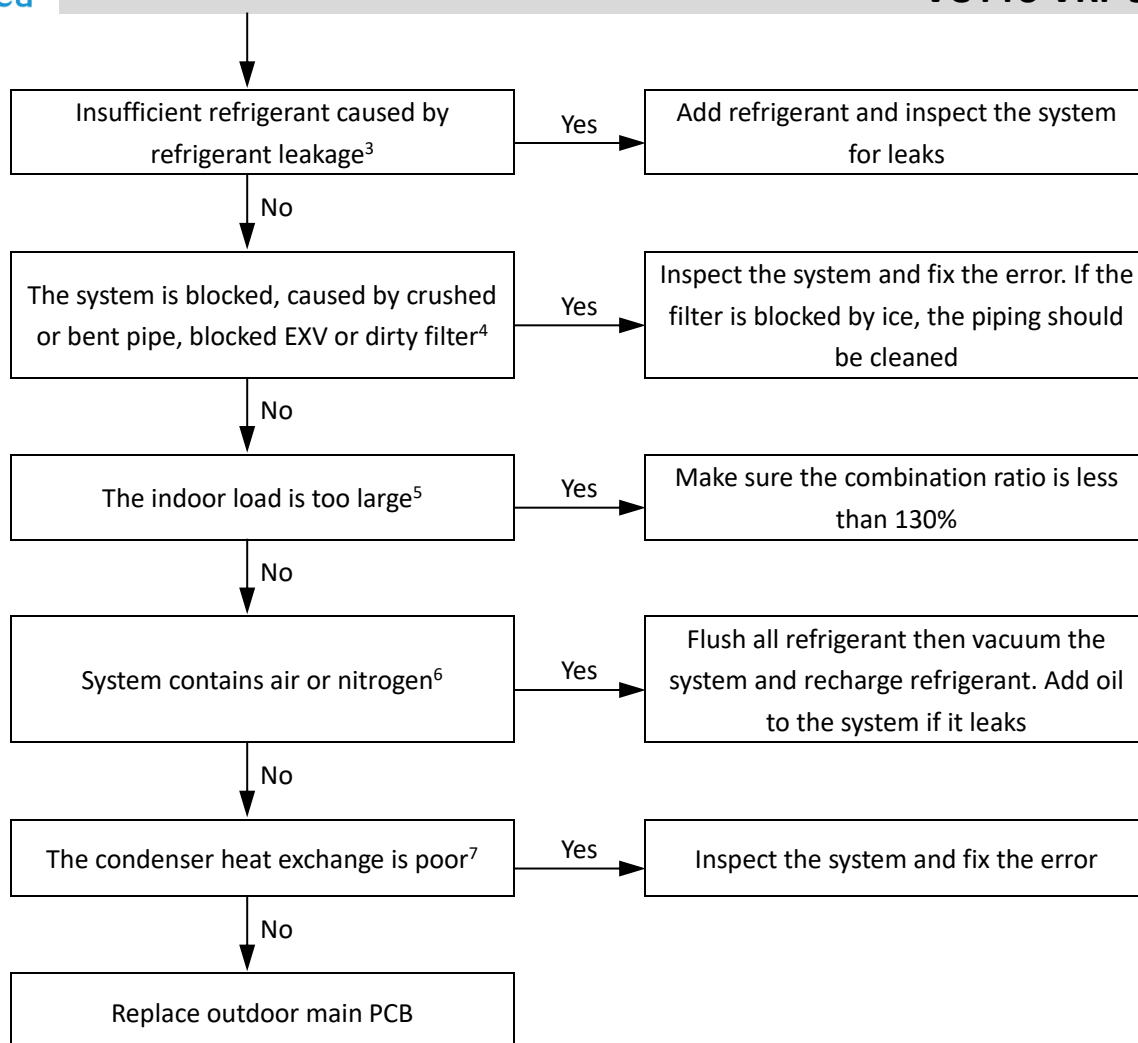 Insufficient refrigerant caused by
refrigerant leakage³
Yes
Add refrigerant and inspect the system
for leaks
No
The system is blocked, caused by crushed
or bent pipe, blocked EXV or dirty filter⁴
Yes
Inspect the system and fix the error. If the
filter is blocked by ice, the piping should
be cleaned
No
The indoor load is too large⁵
Yes
Make sure the combination ratio is less
than 130%
No
System contains air or nitrogen⁶
Yes
Flush all refrigerant then vacuum the
system and recharge refrigerant. Add oil
to the system if it leaks
No
The condenser heat exchange is poor⁷
Yes
Inspect the system and fix the error
No
Replace outdoor main PCB